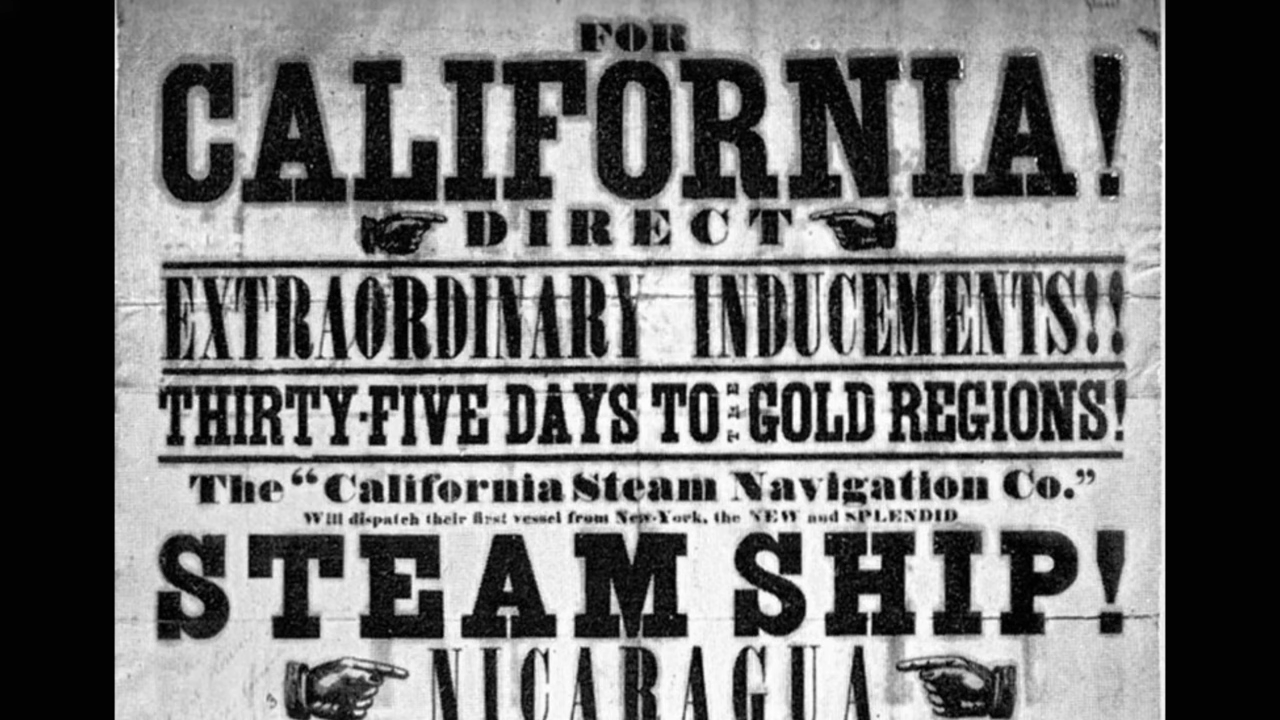 FOR
CALIFORNIA!
DIRECT
EXTRAORDINARY INDUCEMENTS!!
THIRTY-FIVE DAYS TO THE GOLD REGIONS!
The "California Steam Navigation Co."
Will dispatch their first vessel from New-York, the NEW and SPLENDID
STEAM SHIP!
NICARAGUA